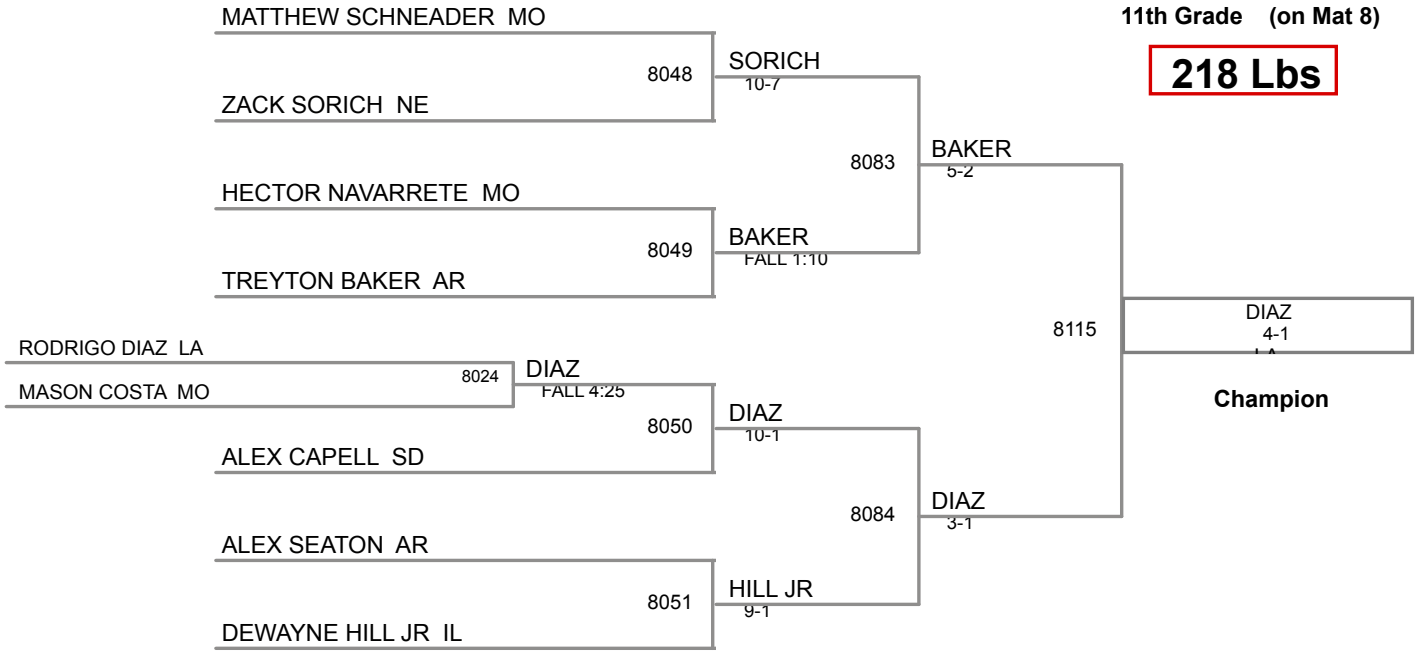 MATTHEW SCHNEADER MO
11th Grade (on Mat 8)
218 Lbs
8048
SORICH
10-7
ZACK SORICH NE
8083
BAKER
5-2
HECTOR NAVARRETE MO
8049
BAKER
FALL 1:10
TREYTON BAKER AR
8115
DIAZ
4-1
LA
Champion
RODRIGO DIAZ LA
8024
DIAZ
FALL 4:25
MASON COSTA MO
8050
DIAZ
10-1
ALEX CAPELL SD
8084
DIAZ
3-1
ALEX SEATON AR
8051
HILL JR
9-1
DEWAYNE HILL JR IL